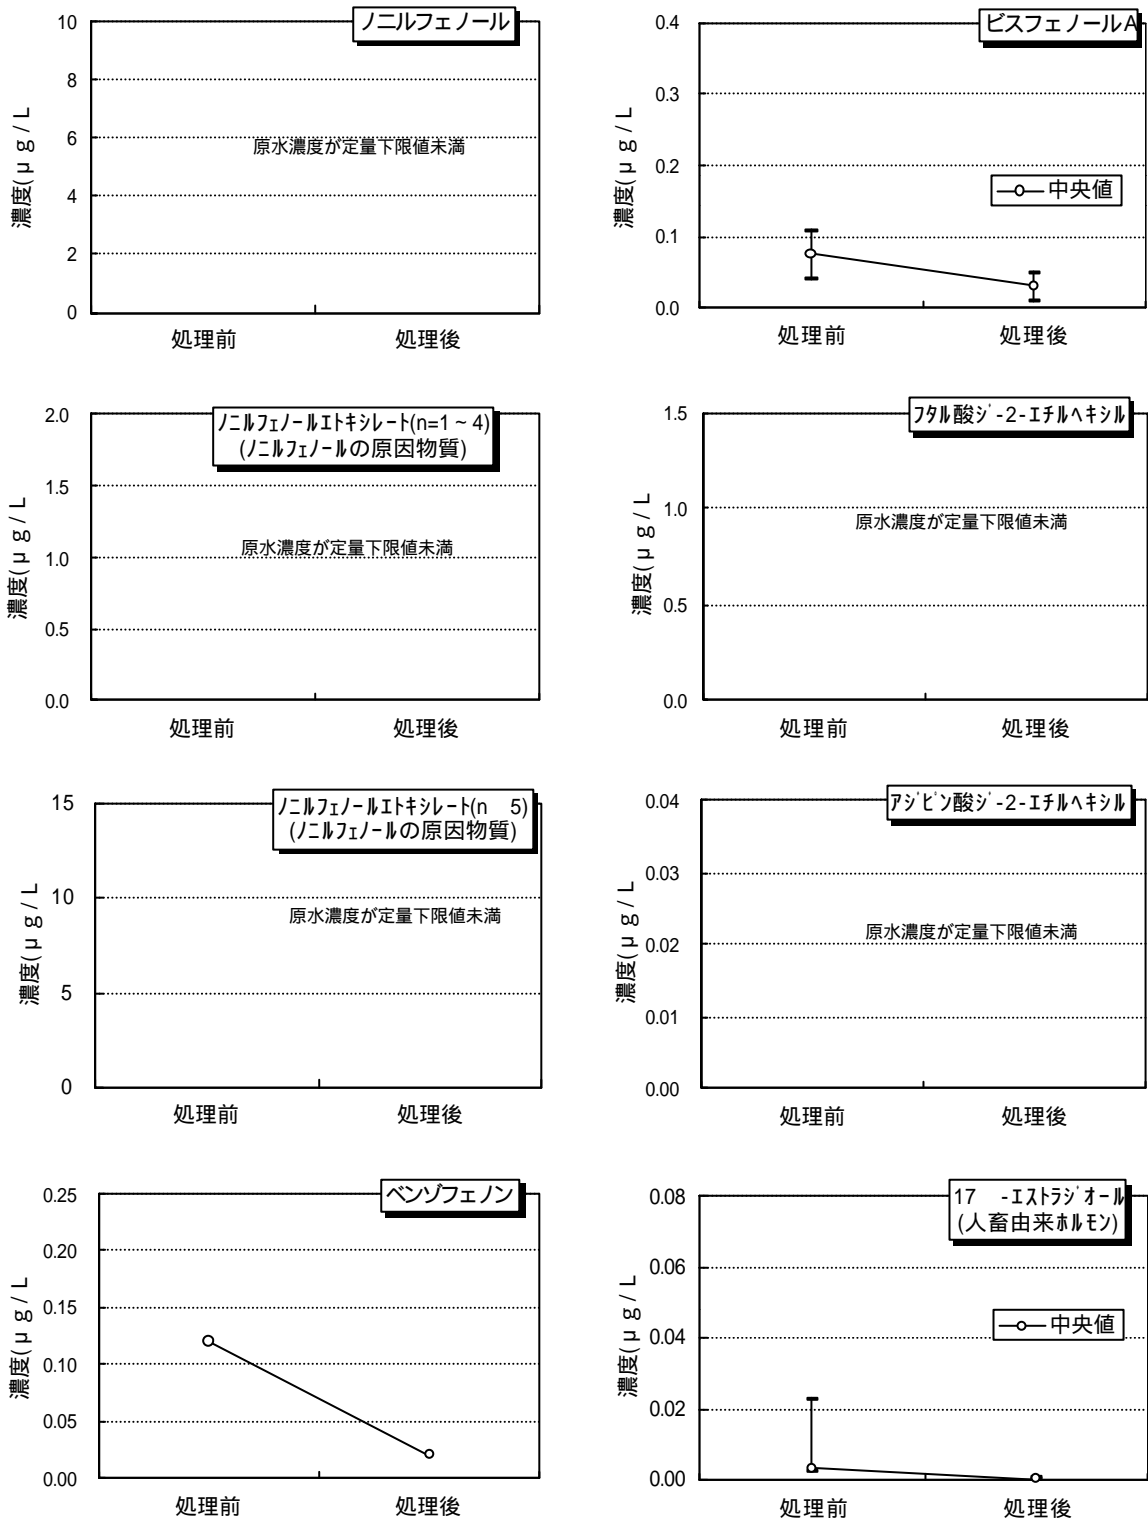 ノニルフェノール
濃度(μg/L
10
8
6
4
2
0
原水濃度が定量下限値未満
処理前 処理後
ビスフェノールA
濃度(μg/L
0.4
0.3
0.2
0.1
0.0
中央値
処理前 処理後
ﾉﾆﾙﾌｪﾉｰﾙｴﾄｷｼﾚｰﾄ(n=1~4)
(ﾉﾆﾙﾌｪﾉｰﾙの原因物質)
濃度(μg/L
2.0
1.5
1.0
0.5
0.0
原水濃度が定量下限値未満
処理前 処理後
ﾌﾀﾙ酸ｼﾞ-2-ｴﾁﾙﾍｷｼﾙ
濃度(μg/L
1.5
1.0
0.5
0.0
原水濃度が定量下限値未満
処理前 処理後
ﾉﾆﾙﾌｪﾉｰﾙｴﾄｷｼﾚｰﾄ(n 5)
(ﾉﾆﾙﾌｪﾉｰﾙの原因物質)
濃度(μg/L
15
10
5
0
原水濃度が定量下限値未満
処理前 処理後
ｱｼﾞﾋﾟﾝ酸ｼﾞ-2-ｴﾁﾙﾍｷｼﾙ
濃度(μg/L
0.04
0.03
0.02
0.01
0.00
原水濃度が定量下限値未満
処理前 処理後
ベンゾフェノン
濃度(μg/L
0.25
0.20
0.15
0.10
0.05
0.00
処理前 処理後
17 -ｴｽﾄﾗｼﾞｵｰﾙ
(人畜由来ﾎﾙﾓﾝ)
濃度(μg/L
0.08
0.06
0.04
0.02
0.00
中央値
処理前 処理後